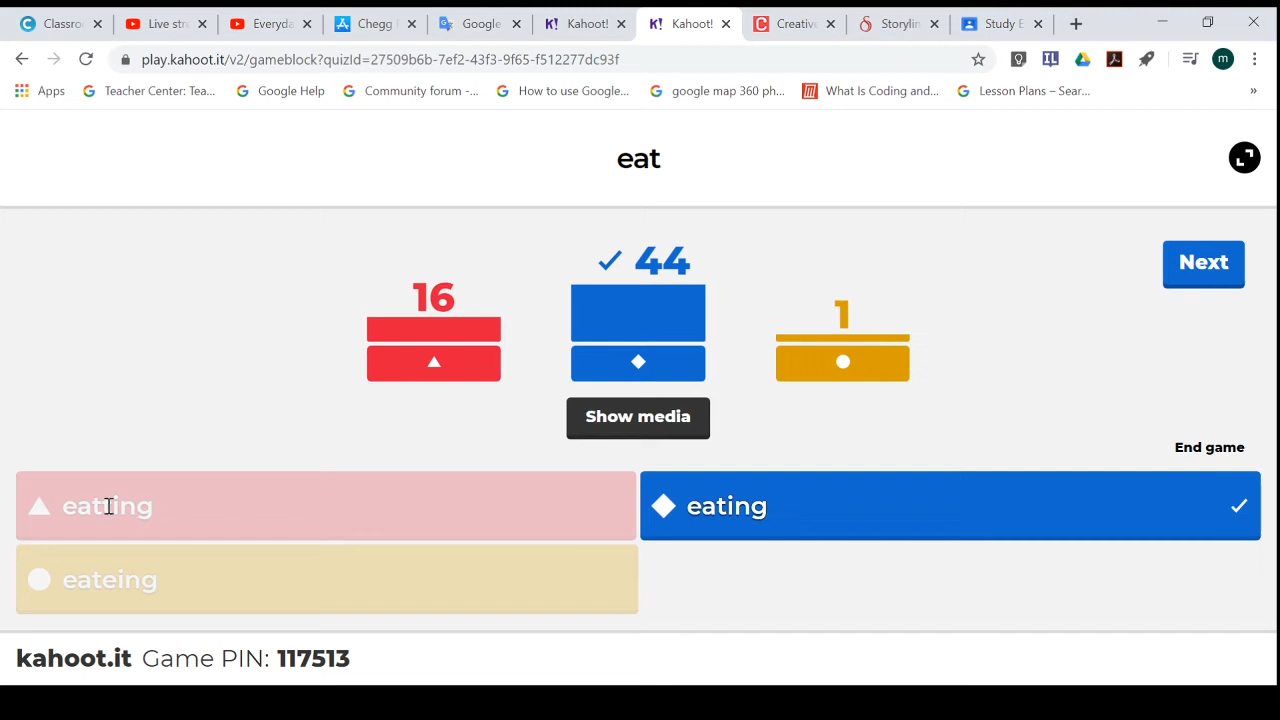 Classroo
Live stre
Everyda
Chegg F
Google
Kahoot!
Kahoot!
Creative
Storylin
Study E
play.kahoot.it/v2/gameblock?quizId=27509b6b-7ef2-43f3-9f65-f512277dc93f
m
Apps
Teacher Center: Tea...
Google Help
Community forum -...
How to use Google...
google map 360 ph...
What Is Coding and...
Lesson Plans – Sear...
»
eat
16
44
1
Next
Show media
End game
eatting
eating
eateing
kahoot.it Game PIN: 117513